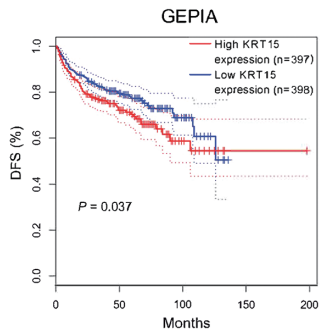 GEPIA
High KRT15
expression (n=397)
Low KRT15
expression (n=398)
DFS (%)
1.0
0.8
0.6
0.4
0.2
0.0
P = 0.037
0 50 100 150 200
Months